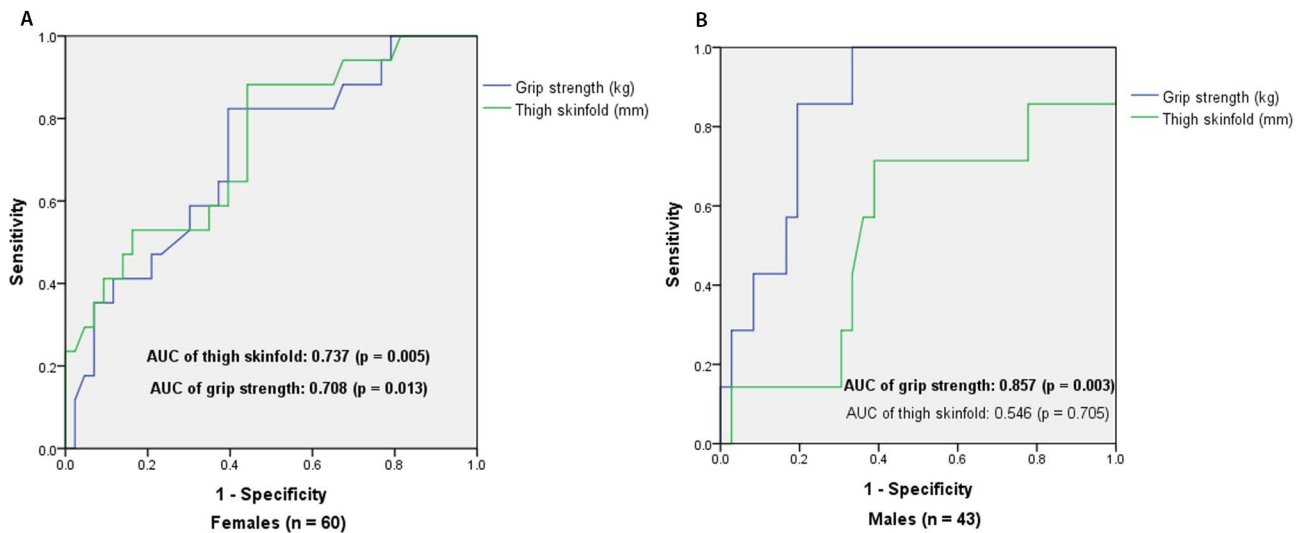 A
1.0
0.8
0.6
0.4
0.2
0.0
Sensitivity
0.0 0.2 0.4 0.6 0.8 1.0
1 - Specificity
Females (n = 60)
Grip strength (kg)
Thigh skinfold (mm)
AUC of thigh skinfold: 0.737 (p = 0.005)
AUC of grip strength: 0.708 (p = 0.013)
B
1.0
0.8
0.6
0.4
0.2
0.0
Sensitivity
0.0 0.2 0.4 0.6 0.8 1.0
1 - Specificity
Males (n = 43)
Grip strength (kg)
Thigh skinfold (mm)
AUC of grip strength: 0.857 (p = 0.003)
AUC of thigh skinfold: 0.546 (p = 0.705)